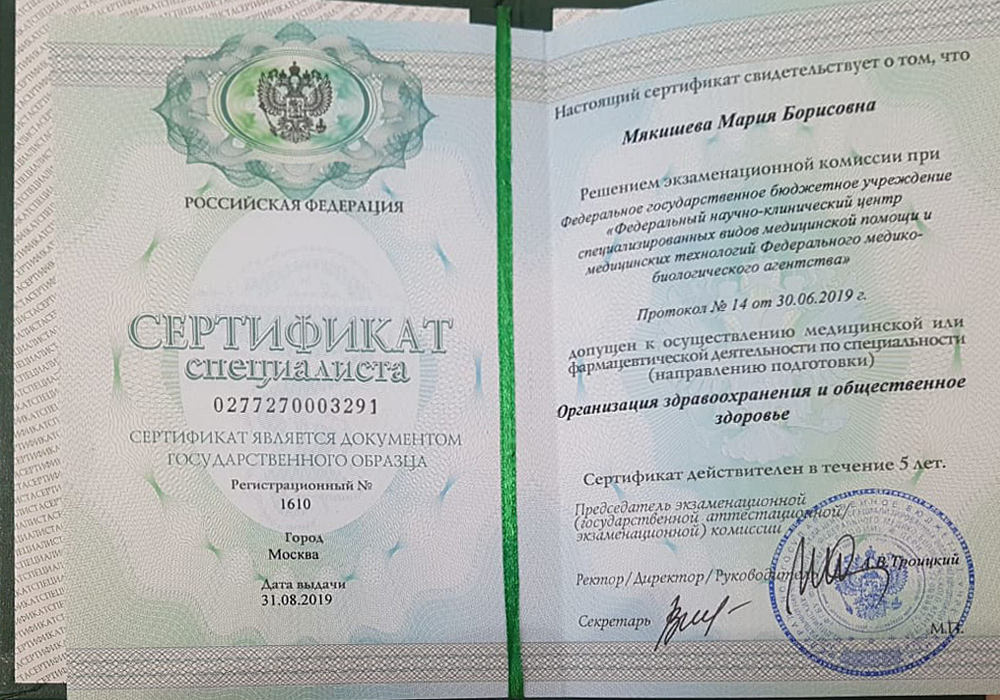 РОССИЙСКАЯ ФЕДЕРАЦИЯ
СЕРТИФИКАТ
специалиста
0277270003291
СЕРТИФИКАТ ЯВЛЯЕТСЯ ДОКУМЕНТОМ
ГОСУДАРСТВЕННОГО ОБРАЗЦА
Регистрационный №
1610
Город
Москва
Дата выдачи
31.08.2019
Настоящий сертификат свидетельствует о том, что
Мякишева Мария Борисовна
Решением экзаменационной комиссии при
Федеральное государственное бюджетное учреждение
«Федеральный научно-клинический центр
специализированных видов медицинской помощи и
медицинских технологий Федерального медико-
биологического агентства»
Протокол № 14 от 30.06.2019 г.
допущен к осуществлению медицинской или
фармацевтической деятельности по специальности
(направлению подготовки)
Организация здравоохранения и общественное
здоровье
Сертификат действителен в течение 5 лет.
Председатель экзаменационной
(государственной аттестационной/
экзаменационной) комиссии
Ректор/Директор/Руководитель А.В.Троицкий
Секретарь
М.П.